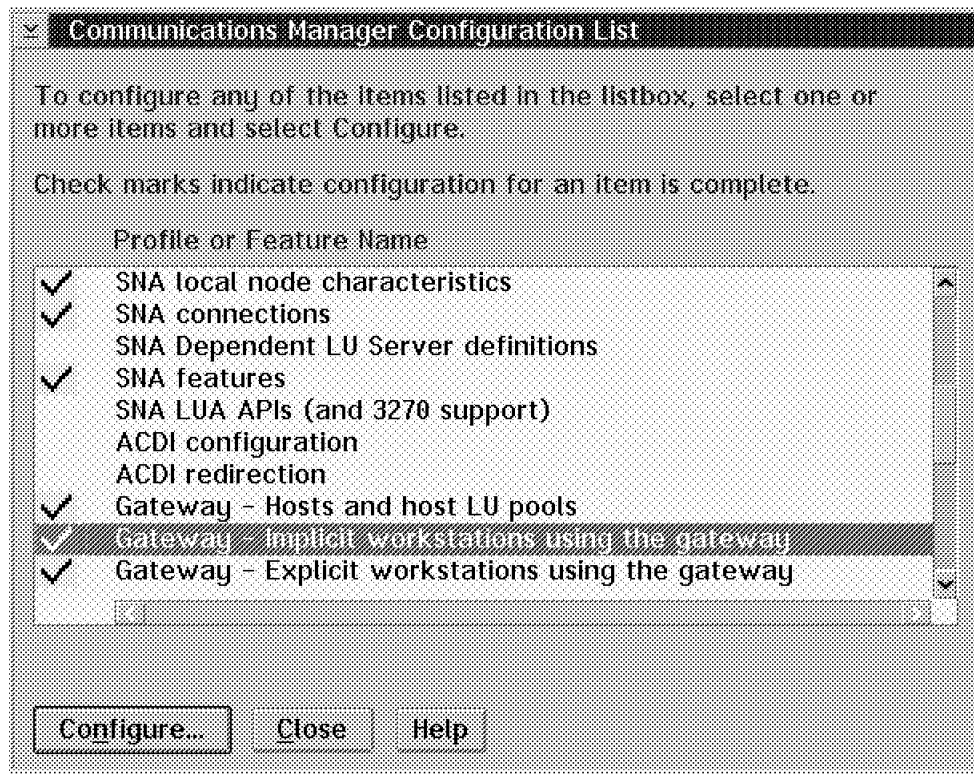 Communications Manager Configuration List
To configure any of the items listed in the listbox, select one or
more items and select Configure.
Check marks indicate configuration for an item is complete.
Profile or Feature Name
SNA local node characteristics
SNA connections
SNA Dependent LU Server definitions
SNA features
SNA LUA APIs (and 3270 support)
ACDI configuration
ACDI redirection
Gateway - Hosts and host LU pools
Gateway - Implicit workstations using the gateway
Gateway - Explicit workstations using the gateway
Configure... Close Help